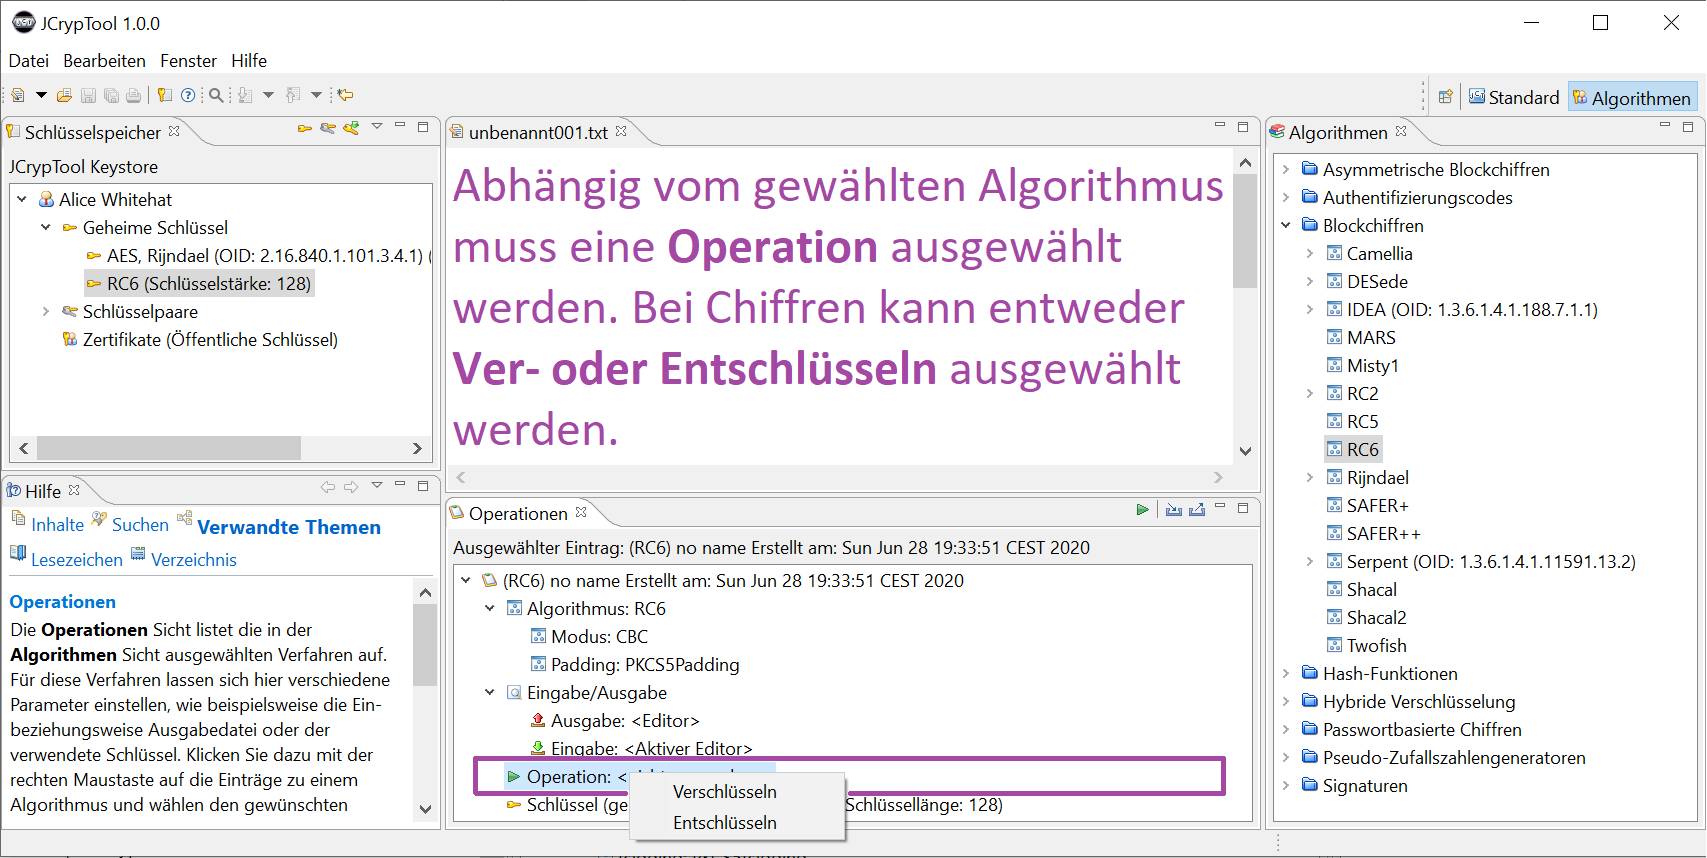 JCrypTool 1.0.0
Datei Bearbeiten Fenster Hilfe
Standard Algorithmen
Schlüsselspeicher
JCrypTool Keystore
Alice Whitehat
Geheime Schlüssel
AES, Rijndael (OID: 2.16.840.1.101.3.4.1) (
RC6 (Schlüsselstärke: 128)
Schlüsselpaare
Zertifikate (Öffentliche Schlüssel)
Hilfe
Inhalte Suchen Verwandte Themen
Lesezeichen Verzeichnis
Operationen
Die Operationen Sicht listet die in der
Algorithmen Sicht ausgewählten Verfahren auf.
Für diese Verfahren lassen sich hier verschiedene
Parameter einstellen, wie beispielsweise die Ein-
beziehungsweise Ausgabedatei oder der
verwendete Schlüssel. Klicken Sie dazu mit der
rechten Maustaste auf die Einträge zu einem
Algorithmus und wählen den gewünschten
unbenannt001.txt
Abhängig vom gewählten Algorithmus
muss eine Operation ausgewählt
werden. Bei Chiffren kann entweder
Ver- oder Entschlüsseln ausgewählt
werden.
Operationen
Ausgewählter Eintrag: (RC6) no name Erstellt am: Sun Jun 28 19:33:51 CEST 2020
(RC6) no name Erstellt am: Sun Jun 28 19:33:51 CEST 2020
Algorithmus: RC6
Modus: CBC
Padding: PKCS5Padding
Eingabe/Ausgabe
Ausgabe: <Editor>
Eingabe: <Aktiver Editor>
Operation: <
Verschlüsseln
Schlüssel (ge Schlüssellänge: 128)
Entschlüsseln
Algorithmen
Asymmetrische Blockchiffren
Authentifizierungscodes
Blockchiffren
Camellia
DESede
IDEA (OID: 1.3.6.1.4.1.188.7.1.1)
MARS
Misty1
RC2
RC5
RC6
Rijndael
SAFER+
SAFER++
Serpent (OID: 1.3.6.1.4.1.11591.13.2)
Shacal
Shacal2
Twofish
Hash-Funktionen
Hybride Verschlüsselung
Passwortbasierte Chiffren
Pseudo-Zufallszahlengeneratoren
Signaturen